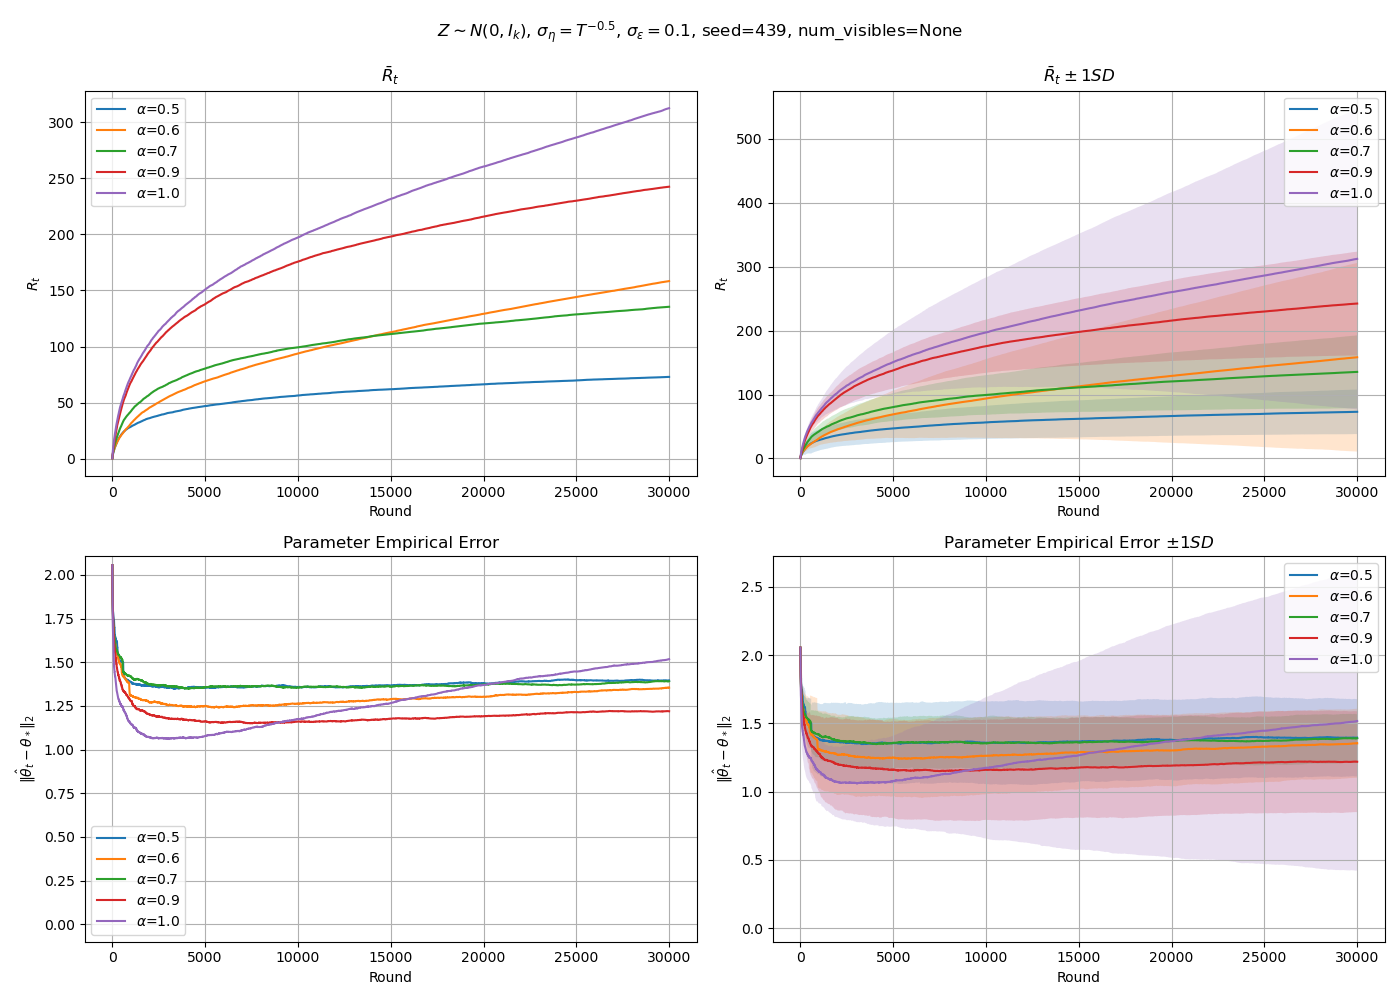 Z ∼ N(0, I_k), σ_η = T^{−0.5}, σ_ε = 0.1, seed=439, num_visibles=None
R̄_t
R_t
300
250
200
150
100
50
0
α=0.5
α=0.6
α=0.7
α=0.9
α=1.0
0 5000 10000 15000 20000 25000 30000
Round
R̄_t ± 1SD
R_t
500
400
300
200
100
0
α=0.5
α=0.6
α=0.7
α=0.9
α=1.0
0 5000 10000 15000 20000 25000 30000
Round
Parameter Empirical Error
‖θ̂_t − θ_*‖_2
2.00
1.75
1.50
1.25
1.00
0.75
0.50
0.25
0.00
α=0.5
α=0.6
α=0.7
α=0.9
α=1.0
0 5000 10000 15000 20000 25000 30000
Round
Parameter Empirical Error ±1SD
‖θ̂_t − θ_*‖_2
2.5
2.0
1.5
1.0
0.5
0.0
α=0.5
α=0.6
α=0.7
α=0.9
α=1.0
0 5000 10000 15000 20000 25000 30000
Round